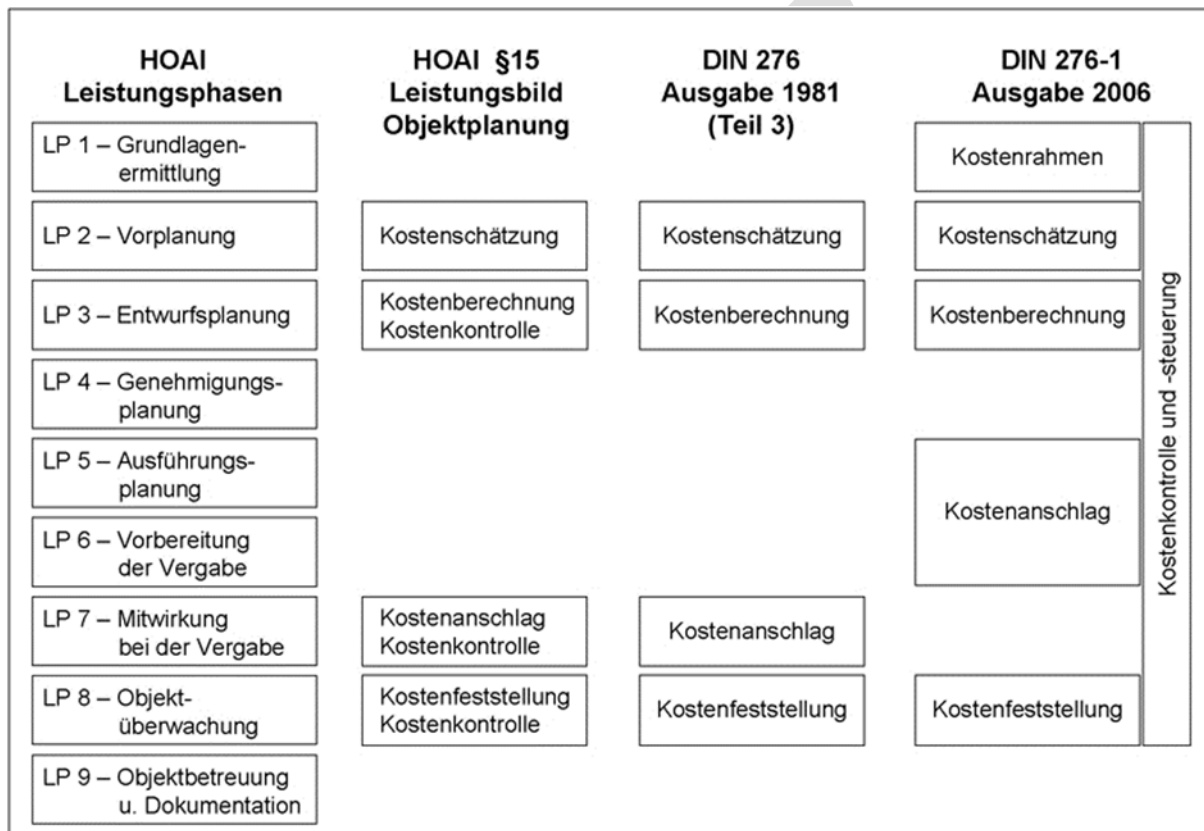 HOAI
Leistungsphasen
HOAI §15
Leistungsbild
Objektplanung
DIN 276
Ausgabe 1981
(Teil 3)
DIN 276-1
Ausgabe 2006
LP 1 – Grundlagen-
ermittlung
Kostenrahmen
LP 2 – Vorplanung
Kostenschätzung
Kostenschätzung
Kostenschätzung
LP 3 – Entwurfsplanung
Kostenberechnung
Kostenkontrolle
Kostenberechnung
Kostenberechnung
LP 4 – Genehmigungs-
planung
LP 5 – Ausführungs-
planung
Kostenanschlag
LP 6 – Vorbereitung
der Vergabe
LP 7 – Mitwirkung
bei der Vergabe
Kostenanschlag
Kostenkontrolle
Kostenanschlag
LP 8 – Objekt-
überwachung
Kostenfeststellung
Kostenkontrolle
Kostenfeststellung
Kostenfeststellung
LP 9 – Objektbetreuung
u. Dokumentation
Kostenkontrolle und -steuerung